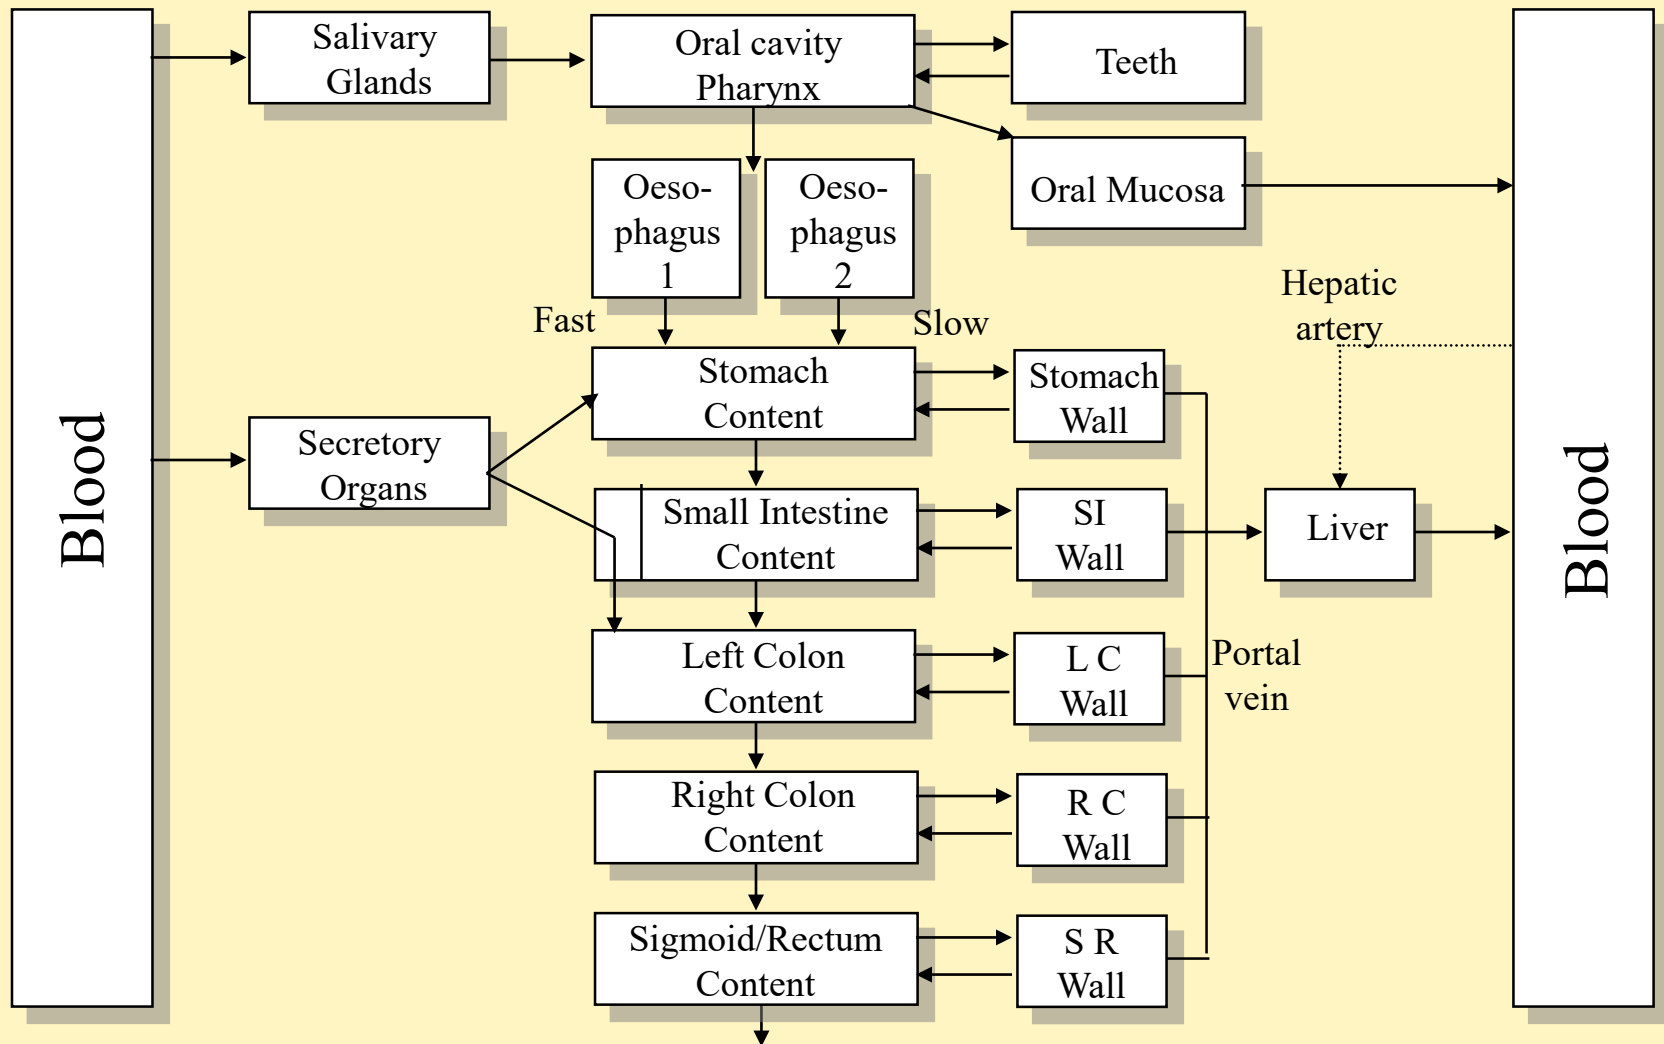 Blood
Salivary
Glands
Oral cavity
Pharynx
Teeth
Oral Mucosa
Oeso-
phagus
1
Oeso-
phagus
2
Fast
Slow
Hepatic
artery
Stomach
Content
Stomach
Wall
Secretory
Organs
Small Intestine
Content
SI
Wall
Liver
Blood
Left Colon
Content
L C
Wall
Portal
vein
Right Colon
Content
R C
Wall
Sigmoid/Rectum
Content
S R
Wall